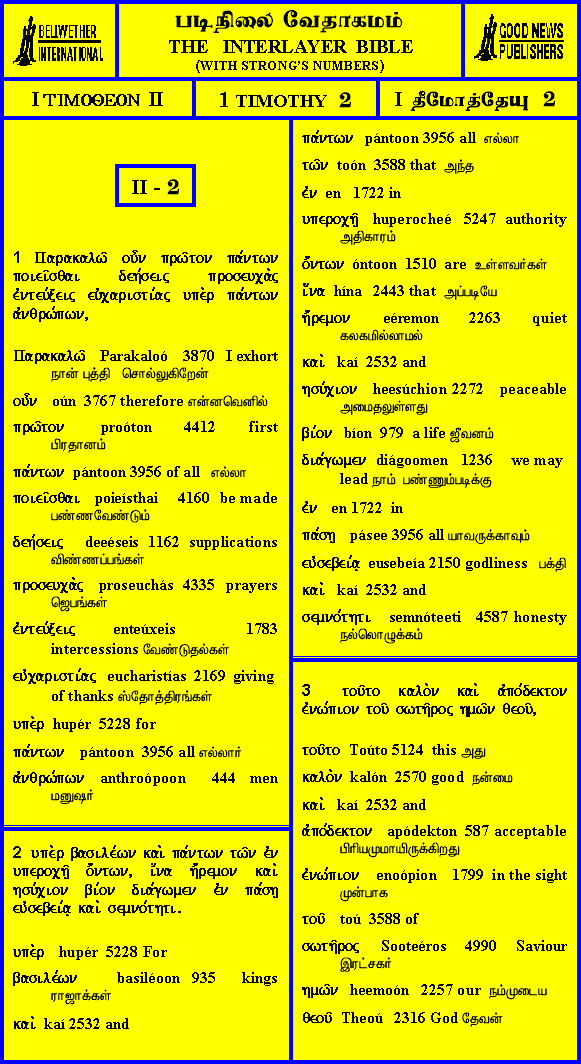 BELLWETHER
INTERNATIONAL
படிநிலை வேதாகமம்
THE INTERLAYER BIBLE
(WITH STRONG'S NUMBERS)
GOOD NEWS
PUBLISHERS
I ΤΙΜΟΘΕΟΝ II
1 TIMOTHY 2
I தீமோத்தேயு 2
II - 2
1 Παρακαλῶ οὖν πρῶτον πάντων
ποιεῖσθαι δεήσεις προσευχὰς
ἐντεύξεις εὐχαριστίας υπὲρ πάντων
ἀνθρώπων,
Παρακαλῶ Parakaloó 3870 I exhort
நான் புத்தி சொல்லுகிறேன்
οὖν oún 3767 therefore என்னவெனில்
πρῶτον proóton 4412 first
பிரதானம்
πάντων pántoon 3956 of all எல்லா
ποιεῖσθαι poieísthai 4160 be made
பண்ணவேண்டும்
δεήσεις deeéseis 1162 supplications
விண்ணப்பங்கள்
προσευχὰς proseuchás 4335 prayers
ஜெபங்கள்
ἐντεύξεις enteúxeis 1783
intercessions வேண்டுதல்கள்
εὐχαριστίας eucharistías 2169 giving
of thanks ஸ்தோத்திரங்கள்
υπὲρ hupér 5228 for
πάντων pántoon 3956 all எல்லார்
ἀνθρώπων anthroópoon 444 men
மனுஷர்
2 υπὲρ βασιλέων καὶ πάντων τῶν ἐν
υπεροχῇ ὄντων, ἵνα ἤρεμον καὶ
ησύχιον βίον διάγωμεν ἐν πάσῃ
εὐσεβείᾳ καὶ σεμνότητι.
υπὲρ hupér 5228 For
βασιλέων basiléoon 935 kings
ராஜாக்கள்
καὶ kaí 2532 and
πάντων pántoon 3956 all எல்லா
τῶν toón 3588 that அந்த
ἐν en 1722 in
υπεροχῇ huperocheé 5247 authority
அதிகாரம்
ὄντων óntoon 1510 are உள்ளவர்கள்
ἵνα hína 2443 that அப்படியே
ἤρεμον eéremon 2263 quiet
கலகமில்லாமல்
καὶ kaí 2532 and
ησύχιον heesúchion 2272 peaceable
அமைதலுள்ளது
βίον bíon 979 a life ஜீவனம்
διάγωμεν diágoomen 1236 we may
lead நாம் பண்ணும்படிக்கு
ἐν en 1722 in
πάσῃ pásee 3956 all யாவருக்காவும்
εὐσεβείᾳ eusebeía 2150 godliness பக்தி
καὶ kaí 2532 and
σεμνότητι semnóteeti 4587 honesty
நல்லொழுக்கம்
3 τοῦτο καλὸν καὶ ἀπόδεκτον
ἐνώπιον τοῦ σωτῆρος ημῶν θεοῦ,
τοῦτο Toúto 5124 this அது
καλὸν kalón 2570 good நன்மை
καὶ kaí 2532 and
ἀπόδεκτον apódekton 587 acceptable
பிரியமுமாயிருக்கிறது
ἐνώπιον enoópion 1799 in the sight
முன்பாக
τοῦ toú 3588 of
σωτῆρος Sooteéros 4990 Saviour
இரட்சகர்
ημῶν heemoón 2257 our நம்முடைய
θεοῦ Theoú 2316 God தேவன்